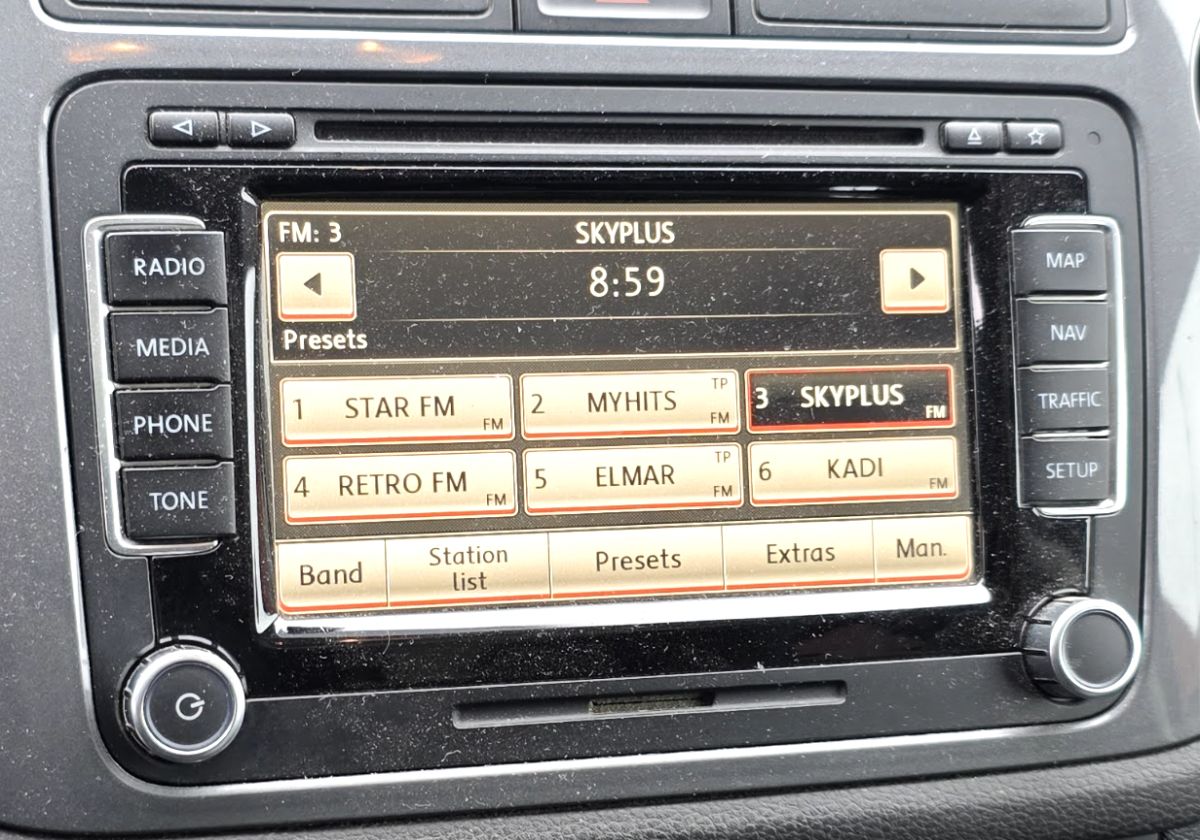 FM: 3
SKYPLUS
8:59
Presets
1 STAR FM FM
2 MYHITS TP FM
3 SKYPLUS FM
4 RETRO FM FM
5 ELMAR TP FM
6 KADI FM
Band
Station
list
Presets
Extras
Man.
RADIO
MEDIA
PHONE
TONE
MAP
NAV
TRAFFIC
SETUP